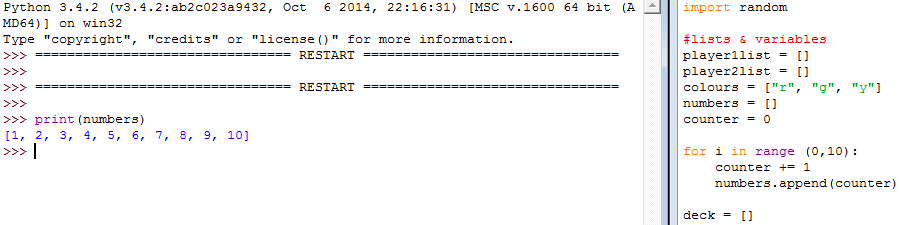 Python 3.4.2 (v3.4.2:ab2c023a9432, Oct  6 2014, 22:16:31) [MSC v.1600 64 bit (A
MD64)] on win32
Type "copyright", "credits" or "license()" for more information.
>>> ================================ RESTART ================================
>>>
>>> ================================ RESTART ================================
>>>
>>> print(numbers)
[1, 2, 3, 4, 5, 6, 7, 8, 9, 10]
>>>
import random
#lists & variables
player1list = []
player2list = []
colours = ["r", "g", "y"]
numbers = []
counter = 0
for i in range (0,10):
    counter += 1
    numbers.append(counter)
deck = []